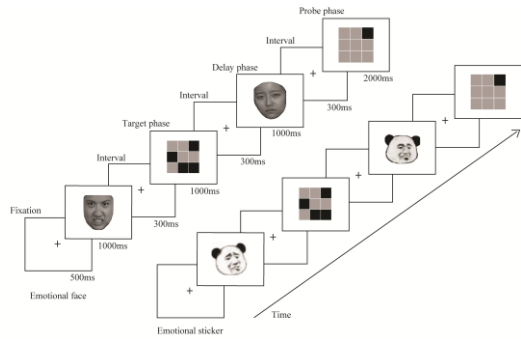 Probe phase
Interval
Delay phase
2000ms
Interval
300ms
Target phase
1000ms
Interval
300ms
Fixation
1000ms
300ms
1000ms
500ms
Emotional face
Time
Emotional sticker